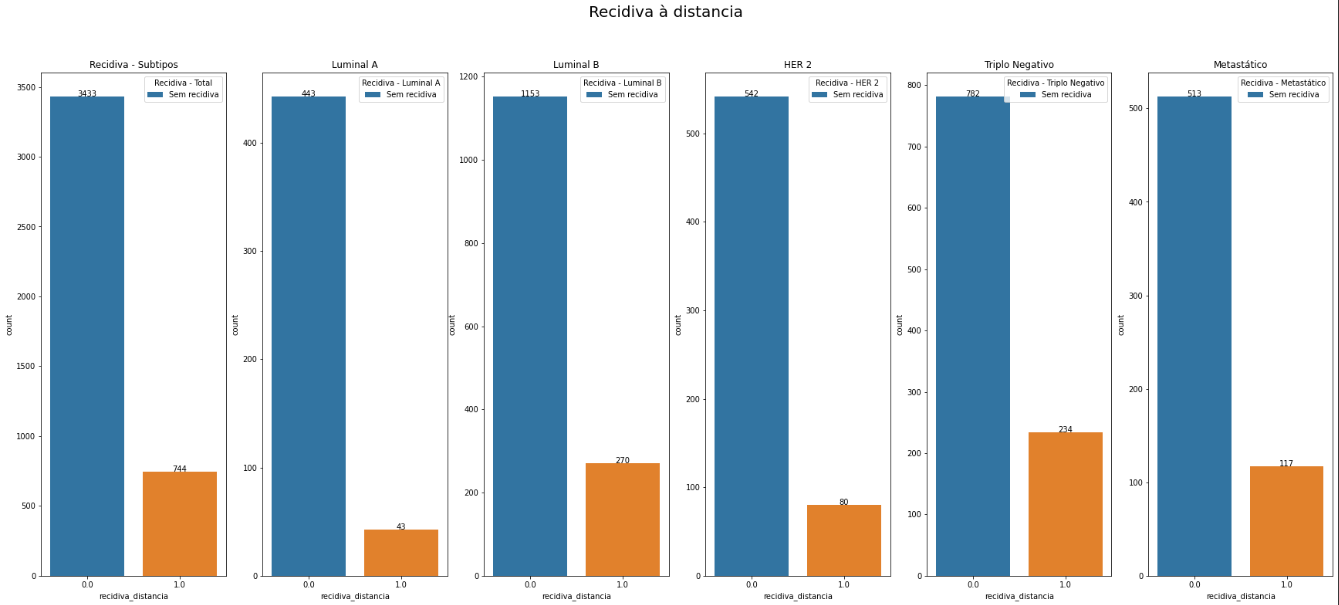 Recidiva à distancia
Recidiva - Subtipos
Recidiva - Total
Sem recidiva
3433
744
3500
3000
2500
2000
1500
1000
500
0
count
0.0
1.0
recidiva_distancia
Luminal A
Recidiva - Luminal A
Sem recidiva
443
43
400
300
200
100
0
count
0.0
1.0
recidiva_distancia
Luminal B
Recidiva - Luminal B
Sem recidiva
1153
270
1200
1000
800
600
400
200
0
count
0.0
1.0
recidiva_distancia
HER 2
Recidiva - HER 2
Sem recidiva
542
80
500
400
300
200
100
0
count
0.0
1.0
recidiva_distancia
Triplo Negativo
Recidiva - Triplo Negativo
Sem recidiva
782
234
800
700
600
500
400
300
200
100
0
count
0.0
1.0
recidiva_distancia
Metastático
Recidiva - Metastático
Sem recidiva
513
117
500
400
300
200
100
0
count
0.0
1.0
recidiva_distancia